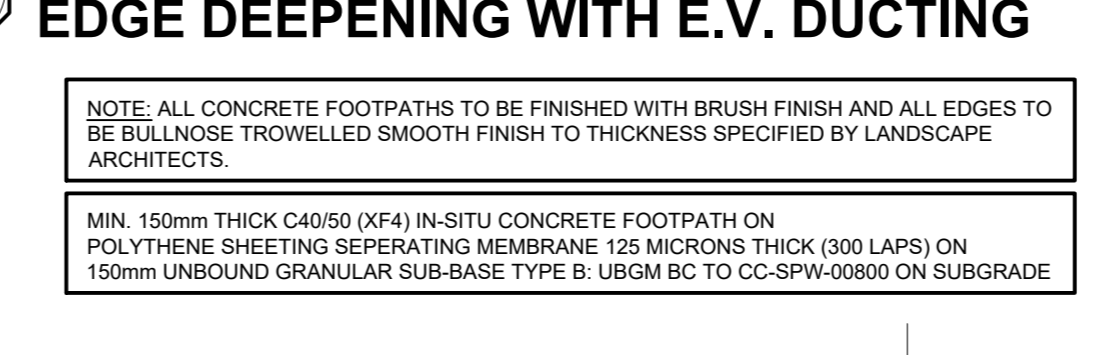 EDGE DEEPENING WITH E.V. DUCTING
NOTE: ALL CONCRETE FOOTPATHS TO BE FINISHED WITH BRUSH FINISH AND ALL EDGES TO
BE BULLNOSE TROWELLED SMOOTH FINISH TO THICKNESS SPECIFIED BY LANDSCAPE
ARCHITECTS.
MIN. 150mm THICK C40/50 (XF4) IN-SITU CONCRETE FOOTPATH ON
POLYTHENE SHEETING SEPERATING MEMBRANE 125 MICRONS THICK (300 LAPS) ON
150mm UNBOUND GRANULAR SUB-BASE TYPE B: UBGM BC TO CC-SPW-00800 ON SUBGRADE